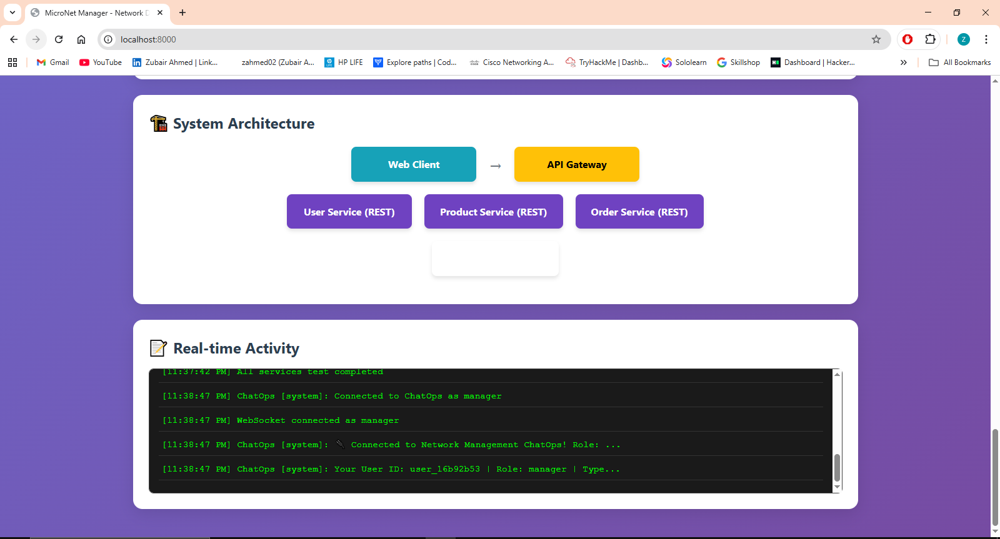 MicroNet Manager - Network D
localhost:8000
Z
Gmail
YouTube
Zubair Ahmed | Link...
zahmed02 (Zubair A...
HP LIFE
Explore paths | Cod...
Cisco Networking A...
TryHackMe | Dashb...
Sololearn
Skillshop
Dashboard | Hacker...
All Bookmarks
System Architecture
Web Client → API Gateway
User Service (REST)
Product Service (REST)
Order Service (REST)
Real-time Activity
[11:37:42 PM] All services test completed
[11:38:47 PM] ChatOps [system]: Connected to ChatOps as manager
[11:38:47 PM] WebSocket connected as manager
[11:38:47 PM] ChatOps [system]: 🔌 Connected to Network Management ChatOps! Role: ...
[11:38:47 PM] ChatOps [system]: Your User ID: user_16b92b53 | Role: manager | Type...